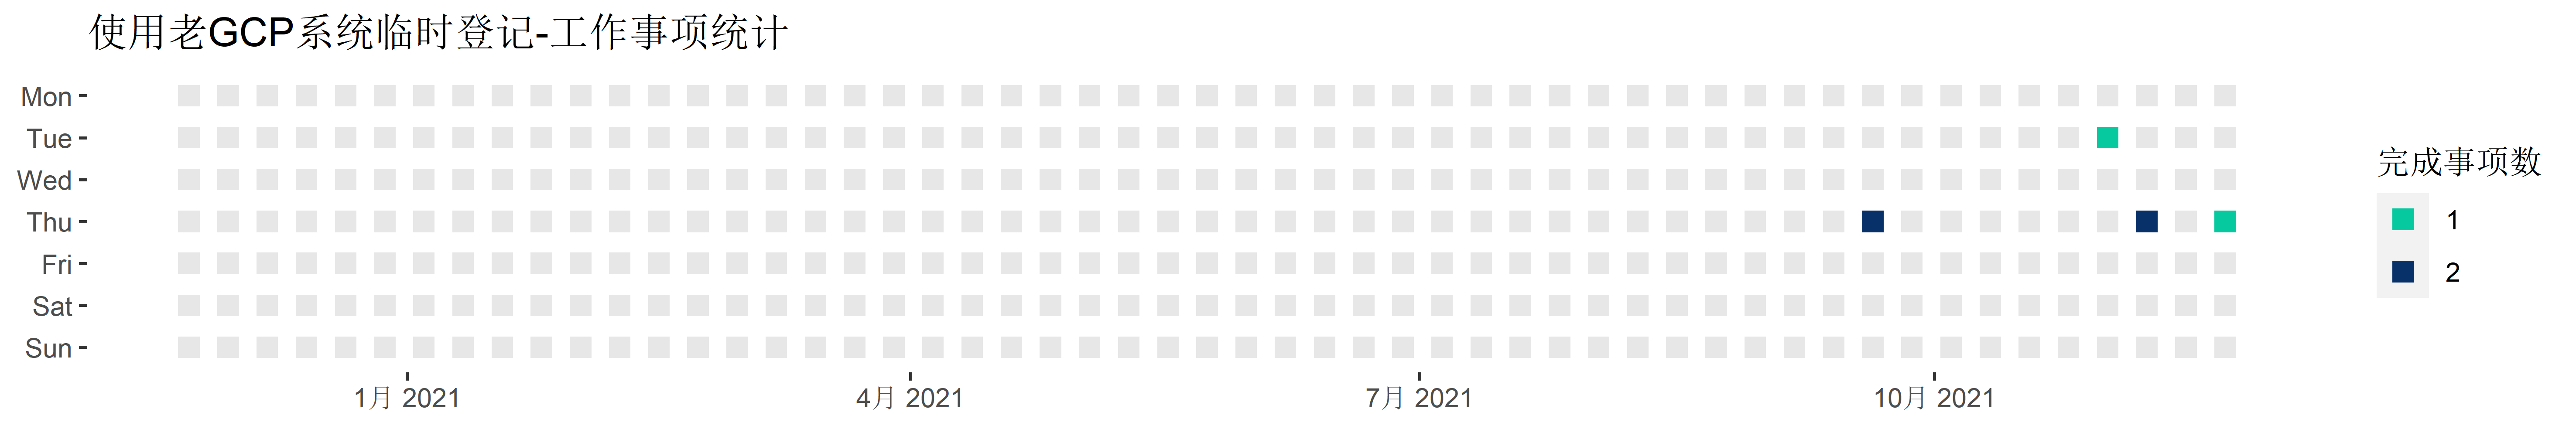 使用老GCP系统临时登记-工作事项统计
Mon
Tue
Wed
Thu
Fri
Sat
Sun
1月 2021
4月 2021
7月 2021
10月 2021
完成事项数
1
2